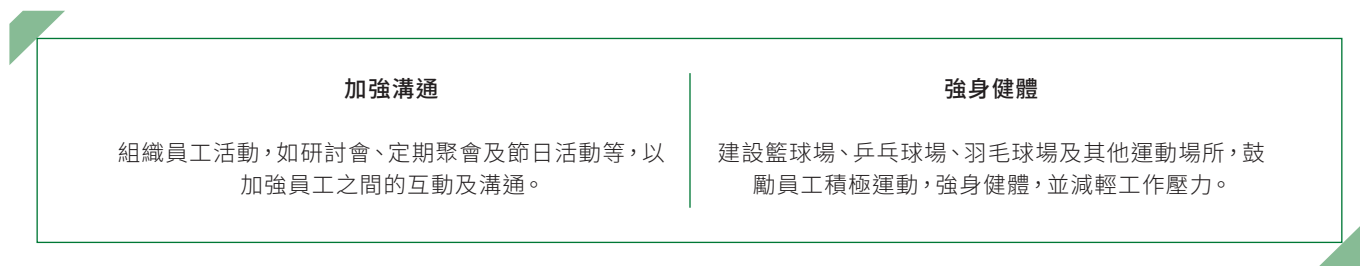 加強溝通
組織員工活動，如研討會、定期聚會及節日活動等，以
加強員工之間的互動及溝通。
強身健體
建設籃球場、乒乓球場、羽毛球場及其他運動場所，鼓
勵員工積極運動，強身健體，並減輕工作壓力。